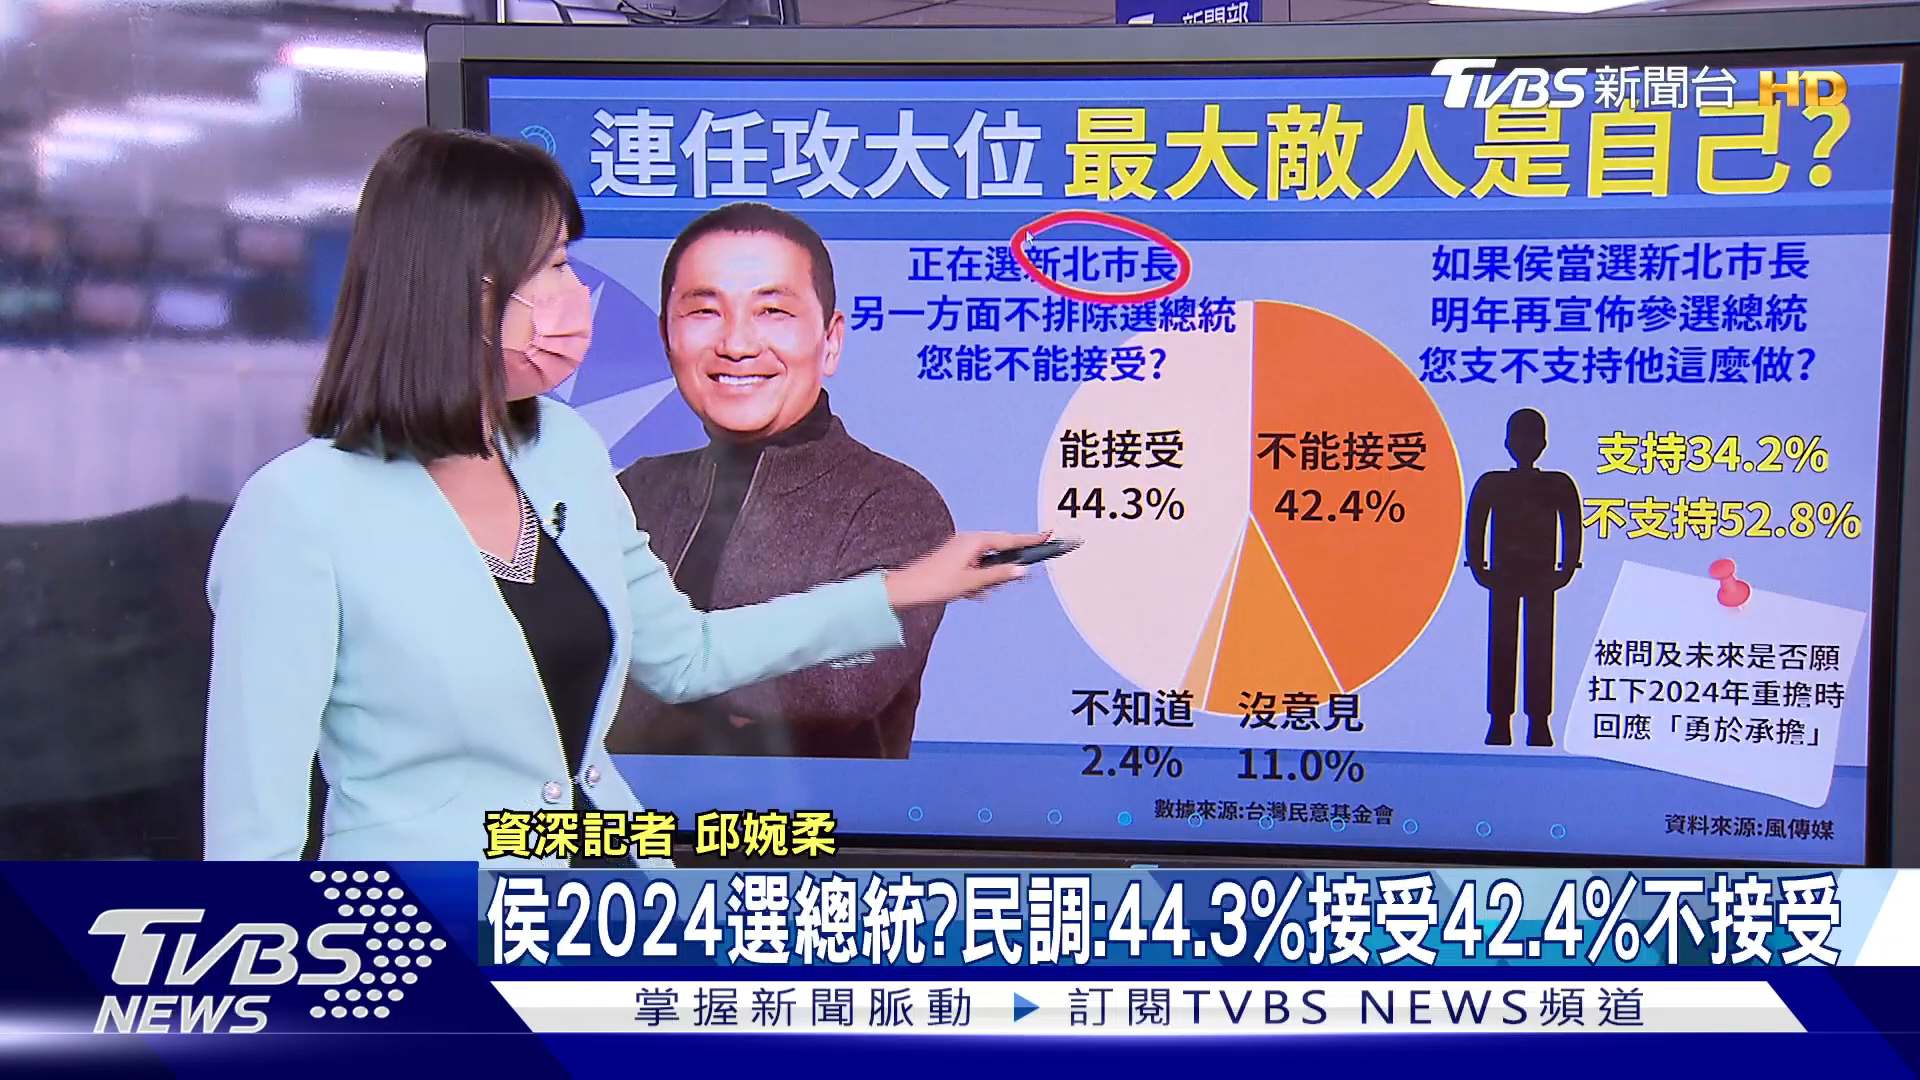 新聞部
TVBS新聞台 HD
連任攻大位 最大敵人是自己?
正在選新北市長
另一方面不排除選總統
您能不能接受?
如果侯當選新北市長
明年再宣佈參選總統
您支不支持他這麼做?
能接受
44.3%
不能接受
42.4%
支持34.2%
不支持52.8%
不知道
2.4%
沒意見
11.0%
被問及未來是否願
扛下2024年重擔時
回應「勇於承擔」
數據來源:台灣民意基金會
資料來源:風傳媒
資深記者 邱婉柔
侯2024選總統?民調:44.3%接受42.4%不接受
TVBS
NEWS
掌握新聞脈動 ▶ 訂閱TVBS NEWS頻道